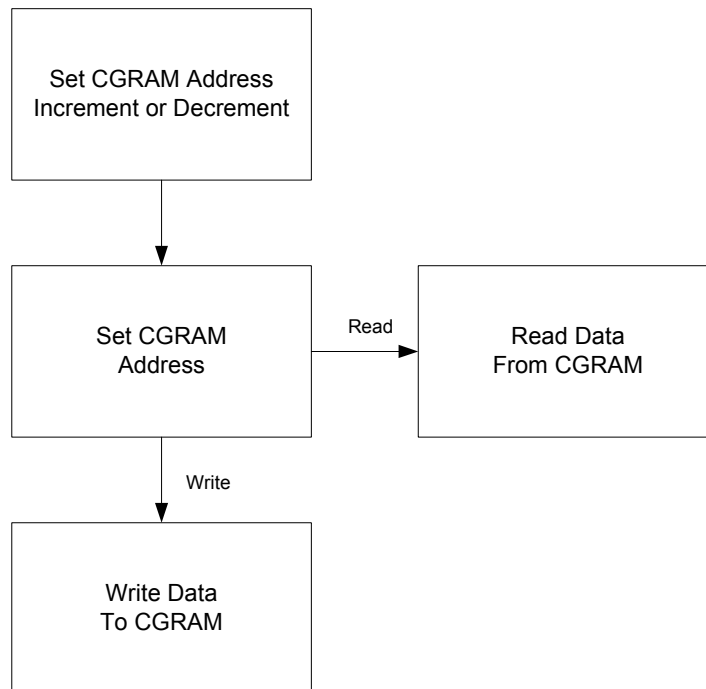 Set CGRAM Address
Increment or Decrement
Set CGRAM
Address
Read
Read Data
From CGRAM
Write
Write Data
To CGRAM